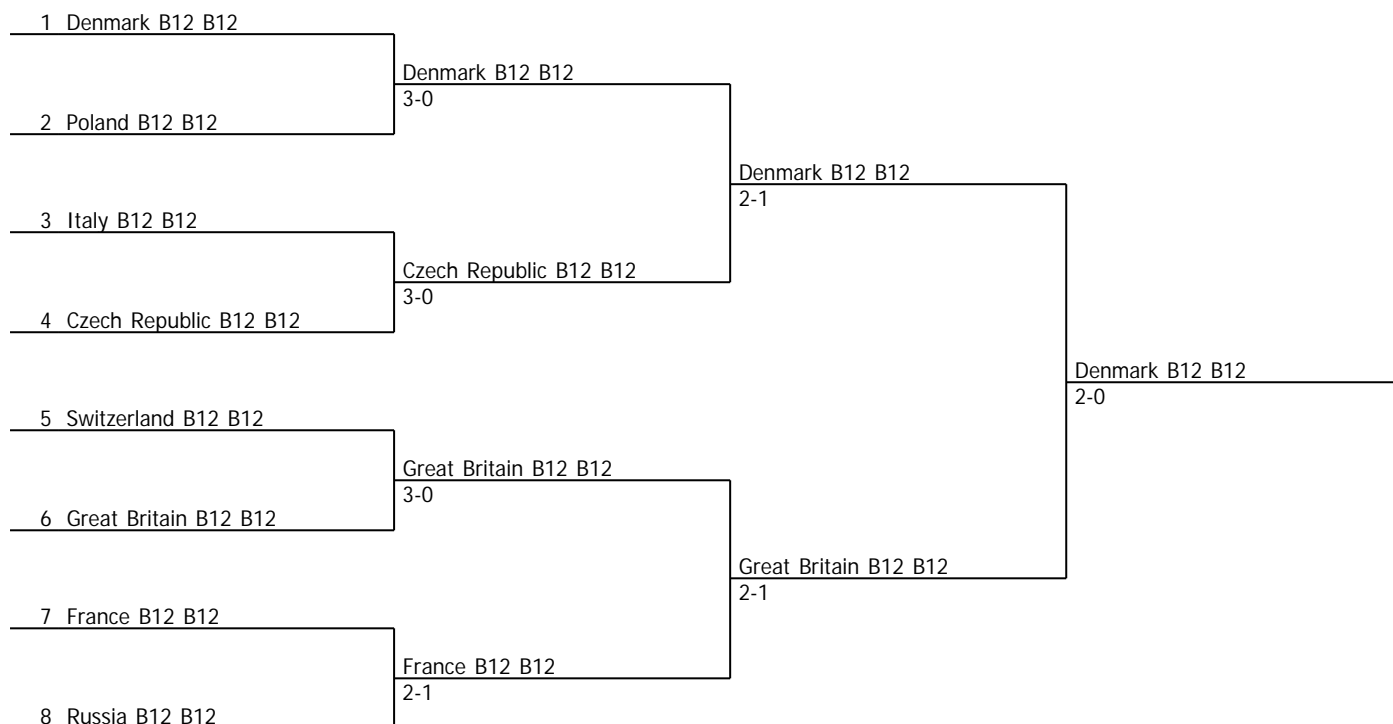 1 Denmark B12 B12
Denmark B12 B12
3-0
2 Poland B12 B12
Denmark B12 B12
2-1
3 Italy B12 B12
Czech Republic B12 B12
3-0
4 Czech Republic B12 B12
Denmark B12 B12
2-0
5 Switzerland B12 B12
Great Britain B12 B12
3-0
6 Great Britain B12 B12
Great Britain B12 B12
2-1
7 France B12 B12
France B12 B12
2-1
8 Russia B12 B12